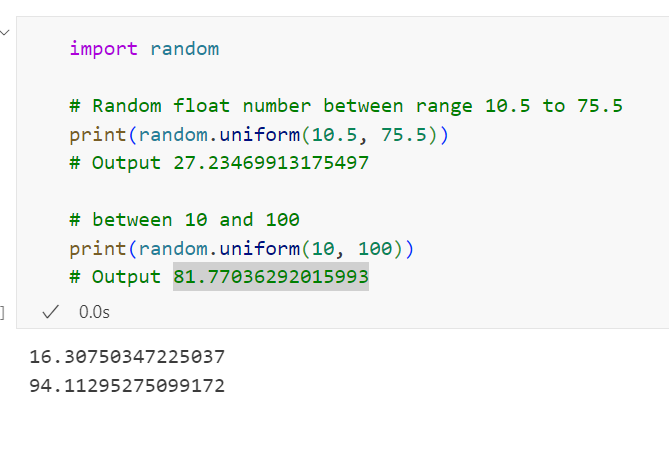 import random
# Random float number between range 10.5 to 75.5
print(random.uniform(10.5, 75.5))
# Output 27.23469913175497
# between 10 and 100
print(random.uniform(10, 100))
# Output 81.77036292015993
] ✓ 0.0s
16.30750347225037
94.11295275099172